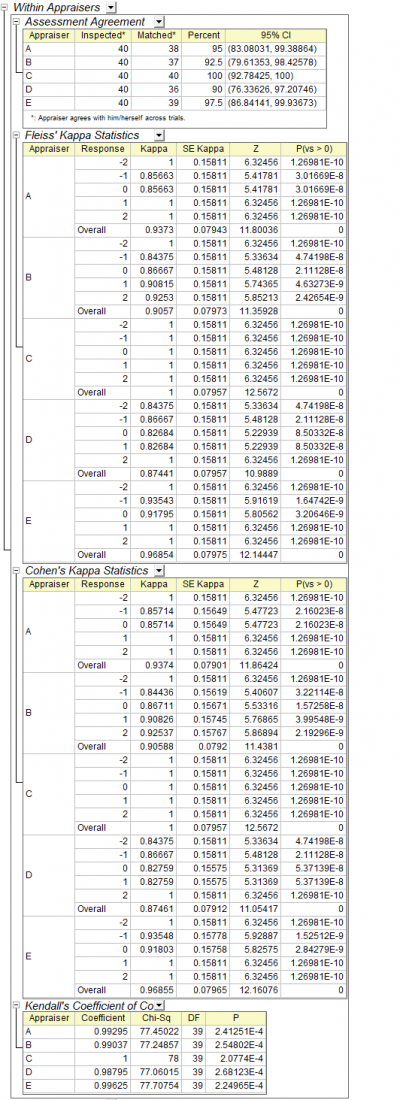 Within Appraisers
Assessment Agreement
Appraiser Inspected* Matched* Percent 95% CI
A 40 38 95 (83.08031, 99.38864)
B 40 37 92.5 (79.61353, 98.42578)
C 40 40 100 (92.78425, 100)
D 40 36 90 (76.33626, 97.20746)
E 40 39 97.5 (86.84141, 99.93673)
*: Appraiser agrees with him/herself across trials.
Fleiss' Kappa Statistics
Appraiser Response Kappa SE Kappa Z P(vs > 0)
A
-2 1 0.15811 6.32456 1.26981E-10
-1 0.85663 0.15811 5.41781 3.01669E-8
0 0.85663 0.15811 5.41781 3.01669E-8
1 1 0.15811 6.32456 1.26981E-10
2 1 0.15811 6.32456 1.26981E-10
Overall 0.9373 0.07943 11.80036 0
B
-2 1 0.15811 6.32456 1.26981E-10
-1 0.84375 0.15811 5.33634 4.74198E-8
0 0.86667 0.15811 5.48128 2.11128E-8
1 0.90815 0.15811 5.74365 4.63273E-9
2 0.9253 0.15811 5.85213 2.42654E-9
Overall 0.9057 0.07973 11.35928 0
C
-2 1 0.15811 6.32456 1.26981E-10
-1 1 0.15811 6.32456 1.26981E-10
0 1 0.15811 6.32456 1.26981E-10
1 1 0.15811 6.32456 1.26981E-10
2 1 0.15811 6.32456 1.26981E-10
Overall 1 0.07957 12.5672 0
D
-2 0.84375 0.15811 5.33634 4.74198E-8
-1 0.86667 0.15811 5.48128 2.11128E-8
0 0.82684 0.15811 5.22939 8.50332E-8
1 0.82684 0.15811 5.22939 8.50332E-8
2 1 0.15811 6.32456 1.26981E-10
Overall 0.87441 0.07957 10.9889 0
E
-2 1 0.15811 6.32456 1.26981E-10
-1 0.93543 0.15811 5.91619 1.64742E-9
0 0.91795 0.15811 5.80562 3.20646E-9
1 1 0.15811 6.32456 1.26981E-10
2 1 0.15811 6.32456 1.26981E-10
Overall 0.96854 0.07975 12.14447 0
Cohen's Kappa Statistics
Appraiser Response Kappa SE Kappa Z P(vs > 0)
A
-2 1 0.15811 6.32456 1.26981E-10
-1 0.85714 0.15649 5.47723 2.16023E-8
0 0.85714 0.15649 5.47723 2.16023E-8
1 1 0.15811 6.32456 1.26981E-10
2 1 0.15811 6.32456 1.26981E-10
Overall 0.9374 0.07901 11.86424 0
B
-2 1 0.15811 6.32456 1.26981E-10
-1 0.84436 0.15619 5.40607 3.22114E-8
0 0.86711 0.15671 5.53316 1.57258E-8
1 0.90826 0.15745 5.76865 3.99548E-9
2 0.92537 0.15767 5.86894 2.19296E-9
Overall 0.90588 0.0792 11.4381 0
C
-2 1 0.15811 6.32456 1.26981E-10
-1 1 0.15811 6.32456 1.26981E-10
0 1 0.15811 6.32456 1.26981E-10
1 1 0.15811 6.32456 1.26981E-10
2 1 0.15811 6.32456 1.26981E-10
Overall 1 0.07957 12.5672 0
D
-2 0.84375 0.15811 5.33634 4.74198E-8
-1 0.86667 0.15811 5.48128 2.11128E-8
0 0.82759 0.15575 5.31369 5.37139E-8
1 0.82759 0.15575 5.31369 5.37139E-8
2 1 0.15811 6.32456 1.26981E-10
Overall 0.87461 0.07912 11.05417 0
E
-2 1 0.15811 6.32456 1.26981E-10
-1 0.93548 0.15778 5.92887 1.52512E-9
0 0.91803 0.15758 5.82575 2.84279E-9
1 1 0.15811 6.32456 1.26981E-10
2 1 0.15811 6.32456 1.26981E-10
Overall 0.96855 0.07965 12.16076 0
Kendall's Coefficient of Co
Appraiser Coefficient Chi-Sq DF P
A 0.99295 77.45022 39 2.41251E-4
B 0.99037 77.24857 39 2.54802E-4
C 1 78 39 2.0774E-4
D 0.98795 77.06015 39 2.68123E-4
E 0.99625 77.70754 39 2.24965E-4